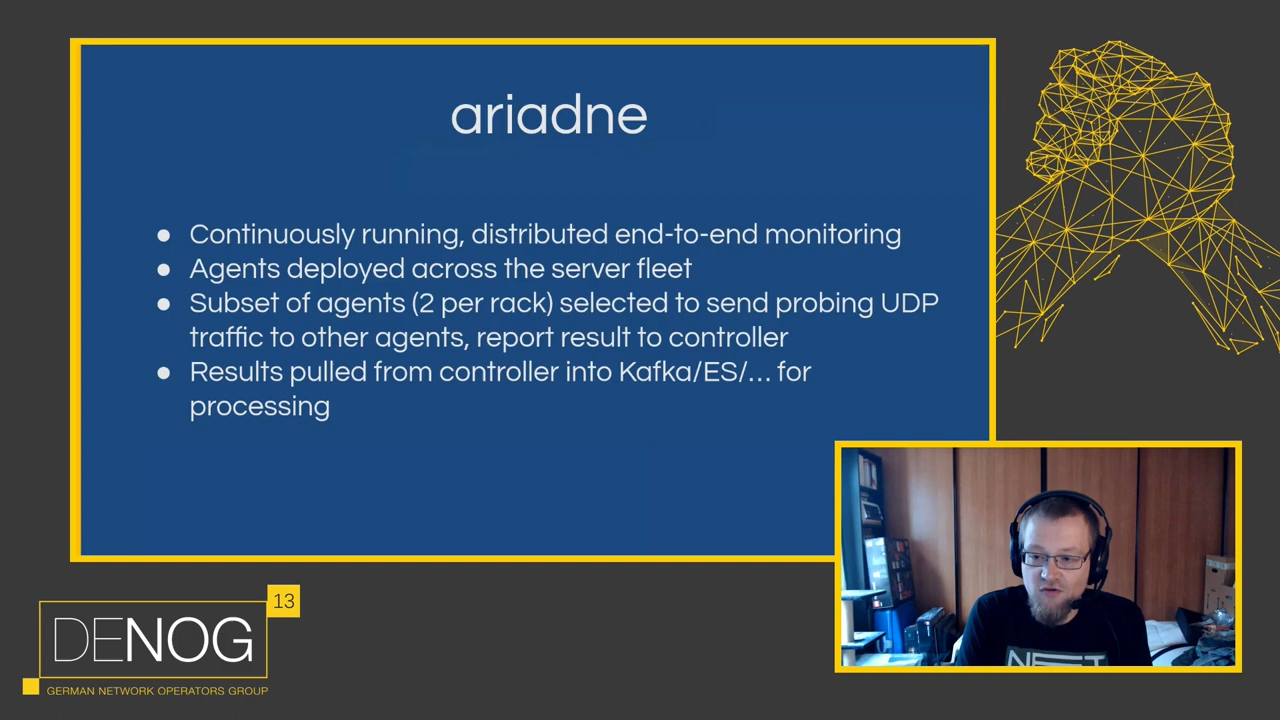 ariadne
● Continuously running, distributed end-to-end monitoring
● Agents deployed across the server fleet
● Subset of agents (2 per rack) selected to send probing UDP
traffic to other agents, report result to controller
● Results pulled from controller into Kafka/ES/... for
processing
13
DENOG
GERMAN NETWORK OPERATORS GROUP